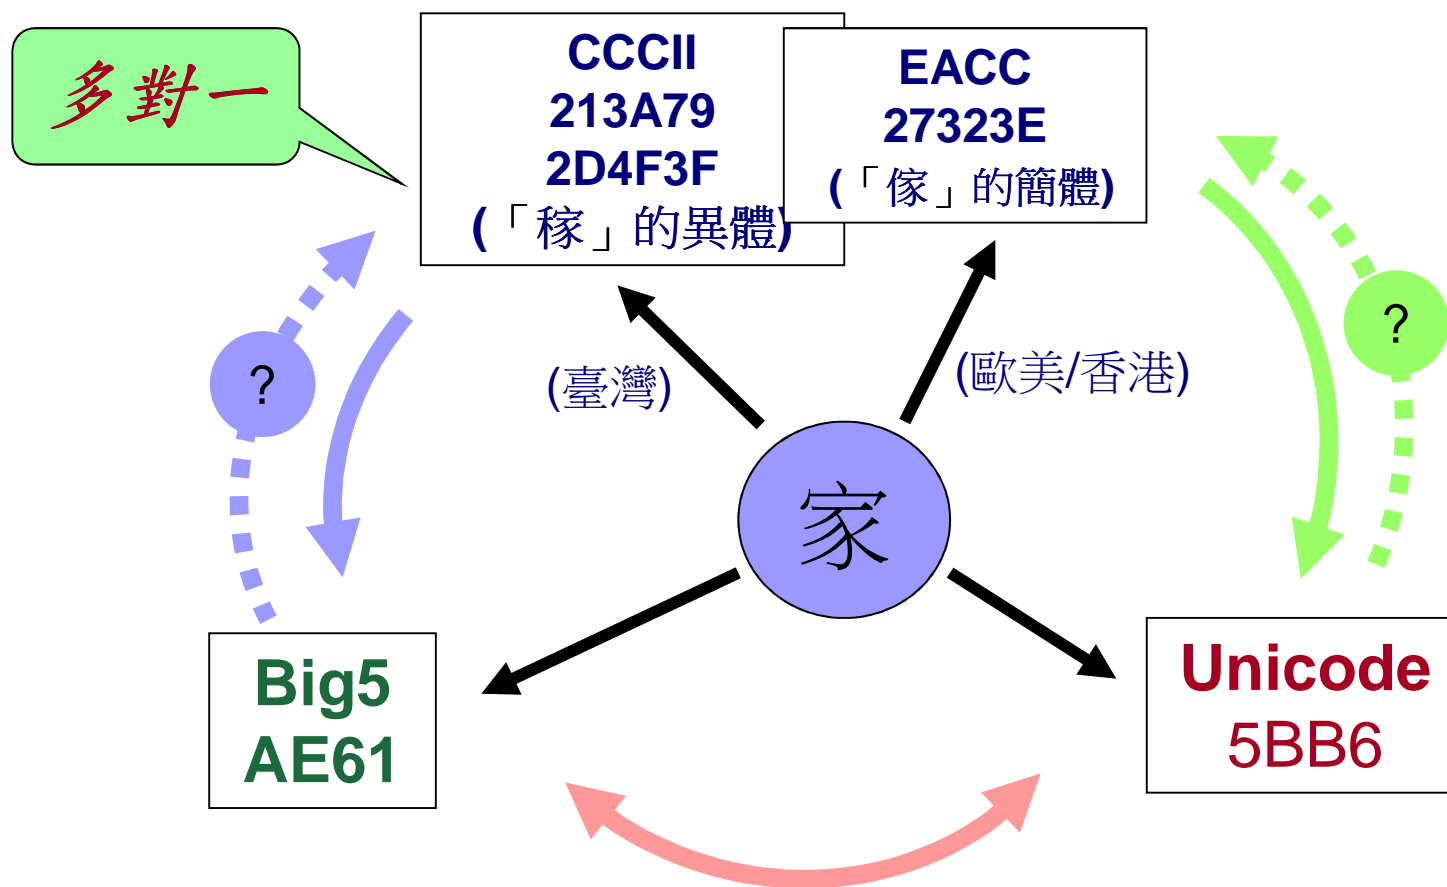 多對一
CCCII
213A79
2D4F3F
(「稼」的異體)
EACC
27323E
(「傢」的簡體)
?
?
(臺灣)
(歐美/香港)
家
Big5
AE61
Unicode
5BB6